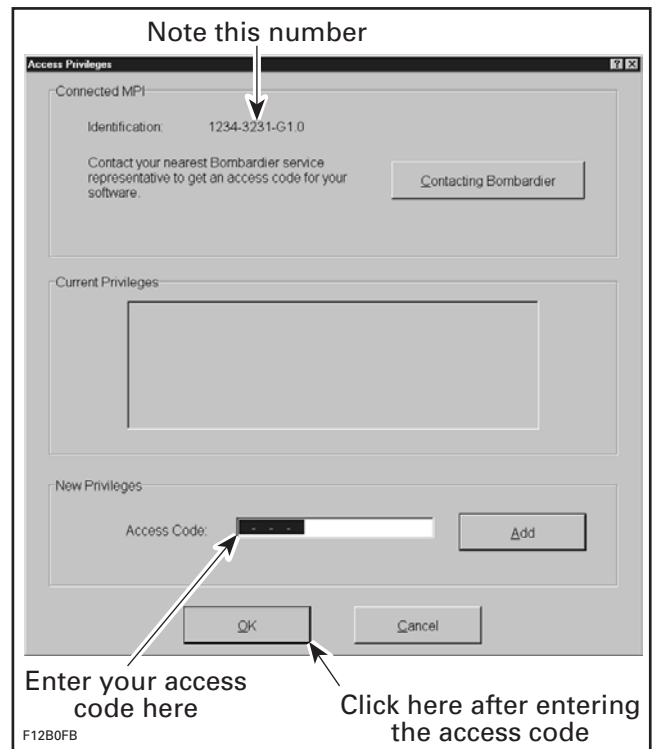 Note this number
Access Privileges
Connected MPI
Identification: 1234-3231-G1.0
Contact your nearest Bombardier service
representative to get an access code for your
software.
Contacting Bombardier
Current Privileges
New Privileges
Access Code: - - -
Add
OK
Cancel
Enter your access
code here
Click here after entering
the access code
F12B0FB